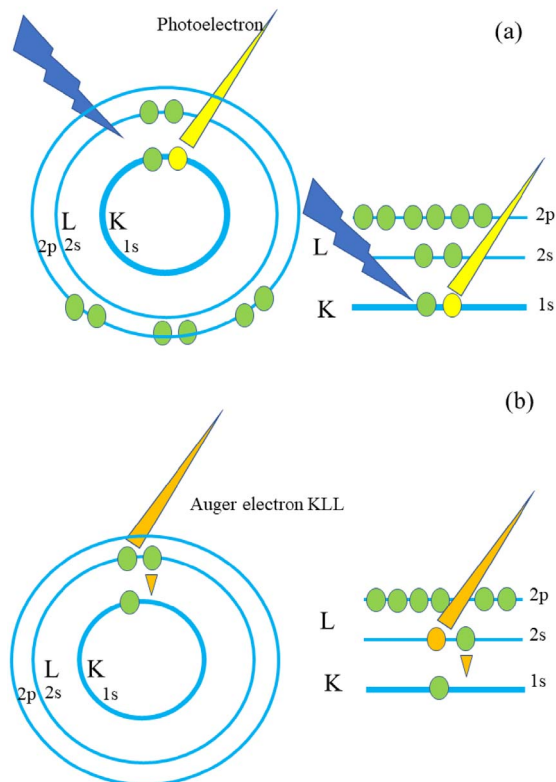 (a)
Photoelectron
L K
2p 2s 1s
2p
L 2s
K 1s
(b)
Auger electron KLL
2p
L 2s
K 1s
L K
2p 2s 1s